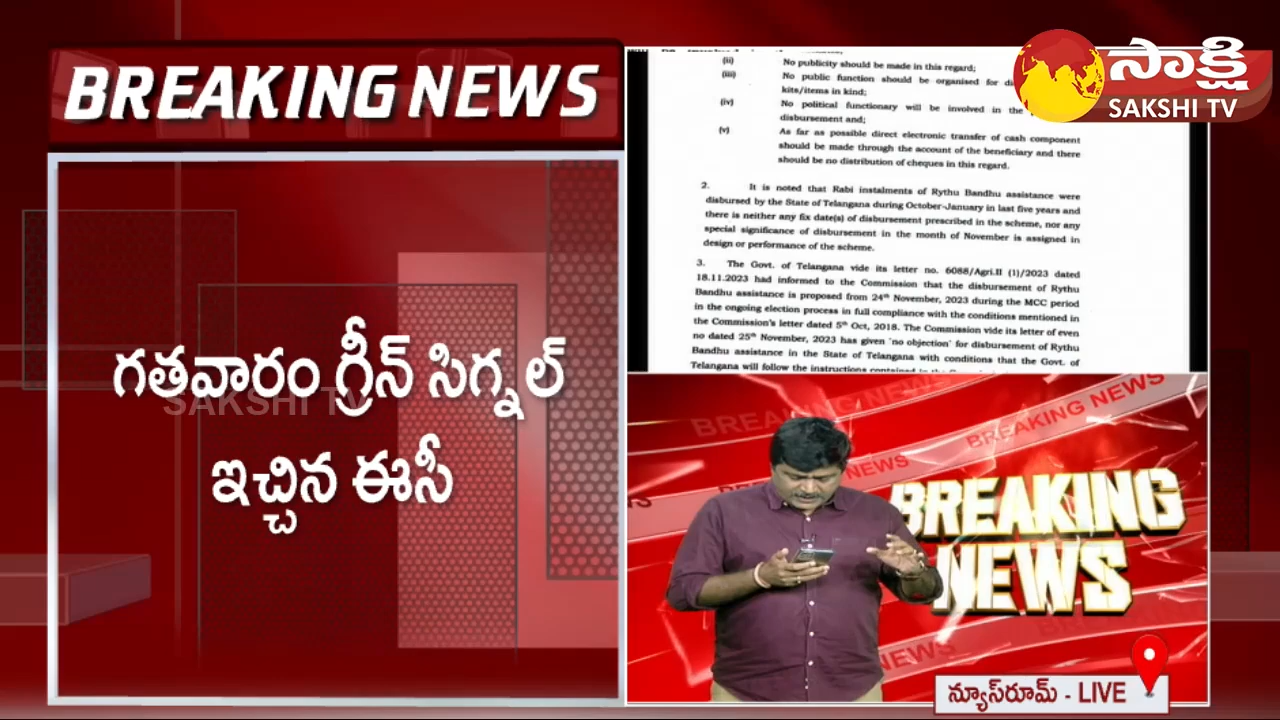 BREAKING NEWS
గతవారం గ్రీన్ సిగ్నల్
ఇచ్చిన ఈసీ
SAKSHI TV
(ii) No publicity should be made in this regard;
(iii) No public function should be organised for
kits/items in kind;
(iv) No political functionary will be involved in the
disbursement and;
(v) As far as possible direct electronic transfer of cash component
should be made through the account of the beneficiary and there
should be no distribution of cheques in this regard.
2. It is noted that Rabi instalments of Rythu Bandhu assistance were
disbursed by the State of Telangana during October-January in last five years and
there is neither any fix date(s) of disbursement prescribed in the scheme, nor any
special significance of disbursement in the month of November is assigned in
design or performance of the scheme.
3. The Govt. of Telangana vide its letter no. 6088/Agri.II (1)/2023 dated
18.11.2023 had informed to the Commission that the disbursement of Rythu
Bandhu assistance is proposed from 24th November, 2023 during the MCC period
in the ongoing election process in full compliance with the conditions mentioned in
the Commission's letter dated 5th Oct, 2018. The Commission vide its letter of even
no dated 25th November, 2023 has given 'no objection' for disbursement of Rythu
Bandhu assistance in the State of Telangana with conditions that the Govt. of
Telangana will follow the instructions contained in the
సాక్షి
SAKSHI TV
BREAKING NEWS
BREAKING NEWS
NEWS
BREAKING
NEWS
NEWS
న్యూస్‌రూమ్ - LIVE